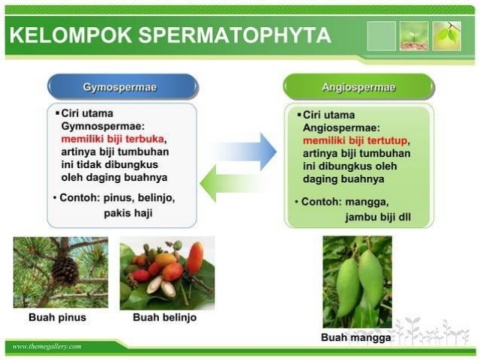 KELOMPOK SPERMATOPHYTA
Gymospermae
▪Ciri utama
Gymnospermae:
memiliki biji terbuka,
artinya biji tumbuhan
ini tidak dibungkus
oleh daging buahnya
• Contoh: pinus, belinjo,
pakis haji
Angiospermae
▪Ciri utama
Angiospermae:
memiliki biji tertutup,
artinya biji tumbuhan
ini dibungkus oleh
daging buahnya
• Contoh: mangga,
jambu biji dll
Buah pinus
Buah belinjo
Buah mangga
www.themegallery.com